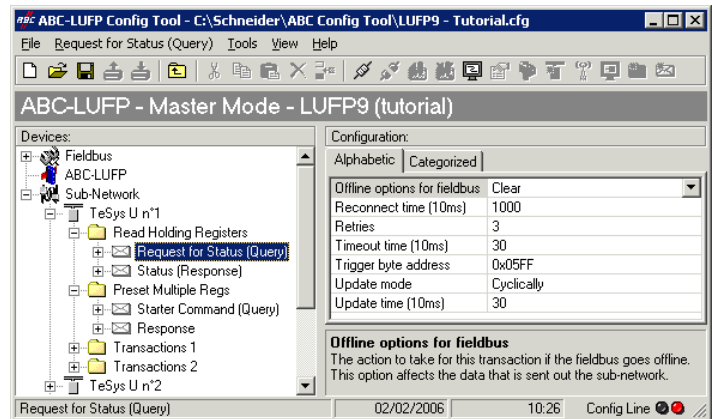 ABC-LUFP Config Tool - C:\Schneider\ABC Config Tool\LUFP9 - Tutorial.cfg
File Request for Status (Query) Tools View Help
ABC-LUFP - Master Mode - LUFP9 (tutorial)
Devices:
Fieldbus
ABC-LUFP
Sub-Network
TeSys U n°1
Read Holding Registers
Request for Status (Query)
Status (Response)
Preset Multiple Regs
Starter Command (Query)
Response
Transactions 1
Transactions 2
TeSys U n°2
Configuration:
Alphabetic Categorized
Offline options for fieldbus Clear
Reconnect time (10ms) 1000
Retries 3
Timeout time (10ms) 30
Trigger byte address 0x05FF
Update mode Cyclically
Update time (10ms) 30
Offline options for fieldbus
The action to take for this transaction if the fieldbus goes offline.
This option affects the data that is sent out the sub-network.
Request for Status (Query) 02/02/2006 10:26 Config Line